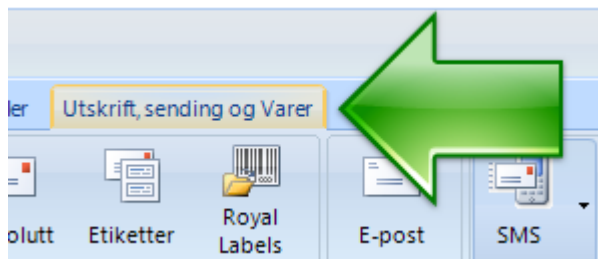 ler Utskrift, sending og Varer
olutt Etiketter Royal Labels E-post SMS